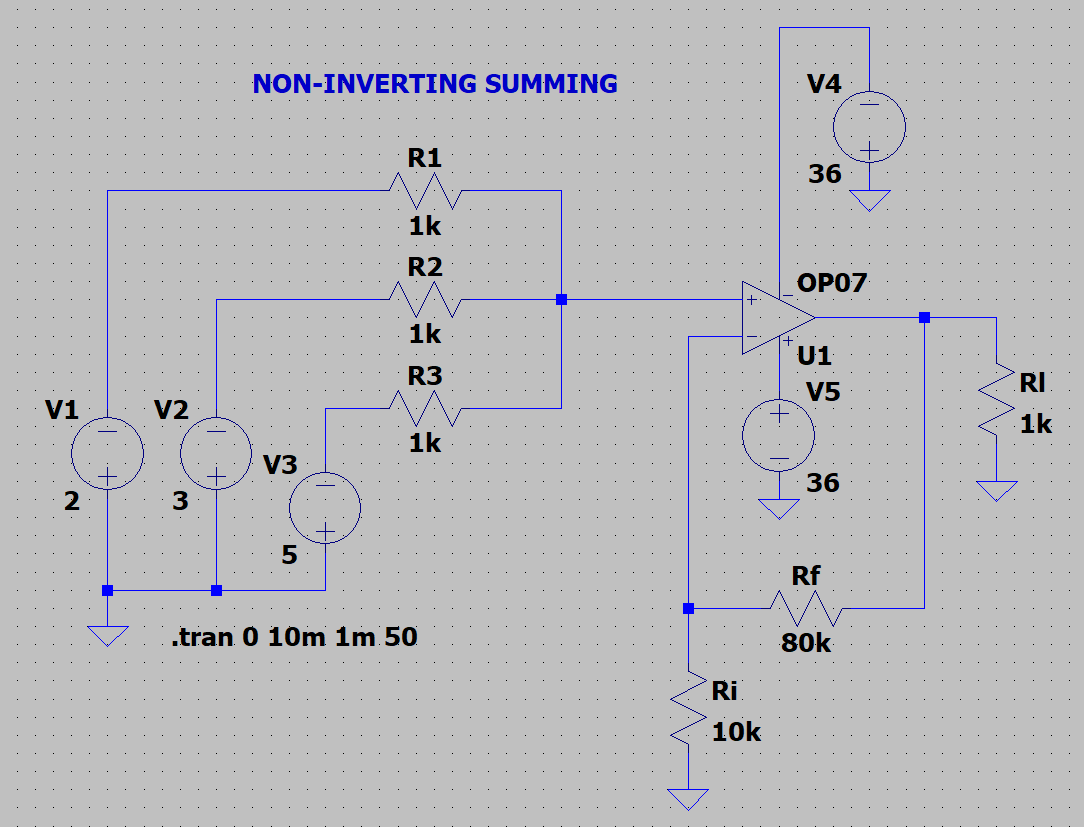 NON-INVERTING SUMMING
V4
36
R1
1k
R2
1k
R3
1k
V1
2
V2
3
V3
5
OP07
U1
V5
36
Rl
1k
Rf
80k
Ri
10k
.tran 0 10m 1m 50